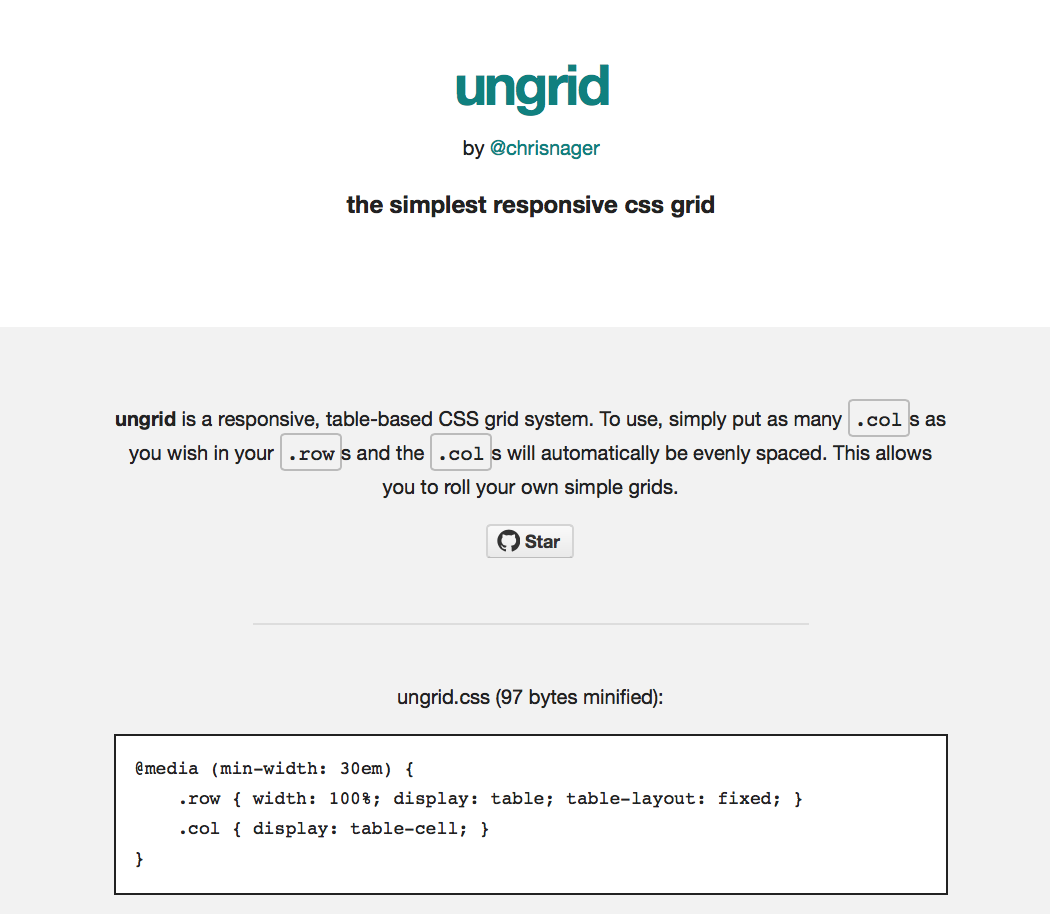 ungrid
by @chrisnager
the simplest responsive css grid
ungrid is a responsive, table-based CSS grid system. To use, simply put as many .col s as
you wish in your .row s and the .col s will automatically be evenly spaced. This allows
you to roll your own simple grids.
Star
ungrid.css (97 bytes minified):
@media (min-width: 30em) {
    .row { width: 100%; display: table; table-layout: fixed; }
    .col { display: table-cell; }
}